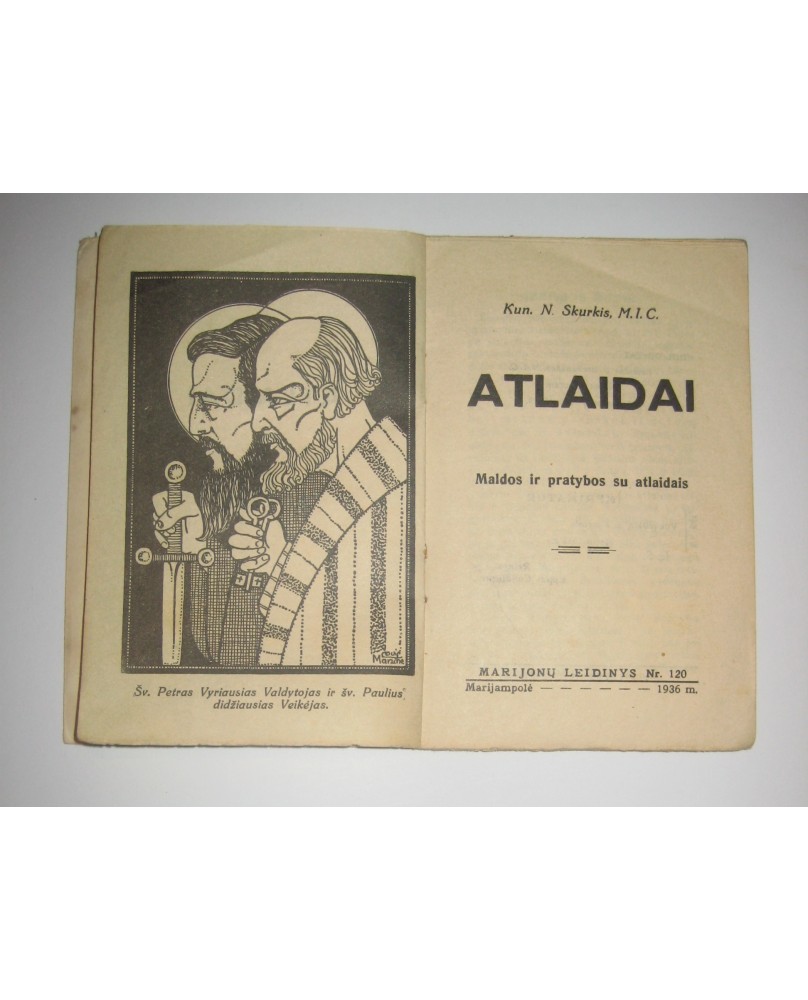 Šv. Petras Vyriausias Valdytojas ir šv. Paulius
didžiausias Veikėjas.
Kun. N. Skurkis, M.I.C.
ATLAIDAI
Maldos ir pratybos su atlaidais
MARIJONŲ LEIDINYS Nr. 120
Marijampolė — — — — — — 1936 m.